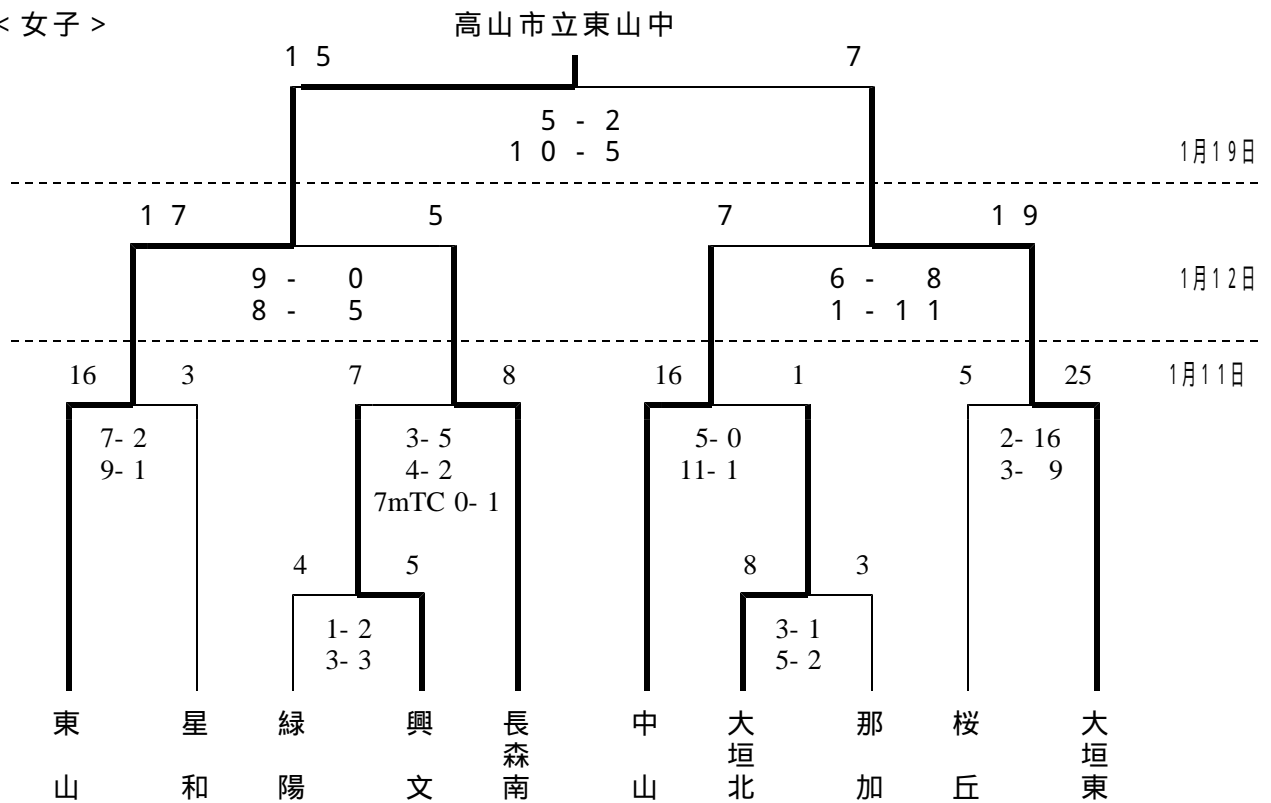 < 女子 >
高山市立東山中
１５ ７
５ - ２
１０ - ５
1月19日
１７ ５ ７ １９
９ - ０ ６ - ８
８ - ５ １ - １１
1月12日
16 3 7 8 16 1 5 25
1月11日
7- 2 3- 5 5- 0 2- 16
9- 1 4- 2 11- 1 3- 9
7mTC 0- 1
4 5 8 3
1- 2 3- 1
3- 3 5- 2
東山 星和 緑陽 興文 長森南 中山 大垣北 那加 桜丘 大垣東